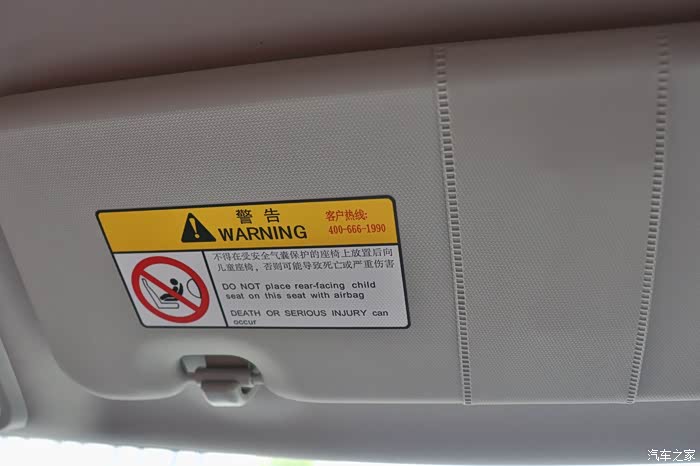 警告
WARNING
客户热线:
400-666-1990
不得在受安全气囊保护的座椅上放置后向
儿童座椅，否则可能导致死亡或严重伤害
DO NOT place rear-facing child
seat on this seat with airbag
DEATH OR SERIOUS INJURY can
occur
汽车之家